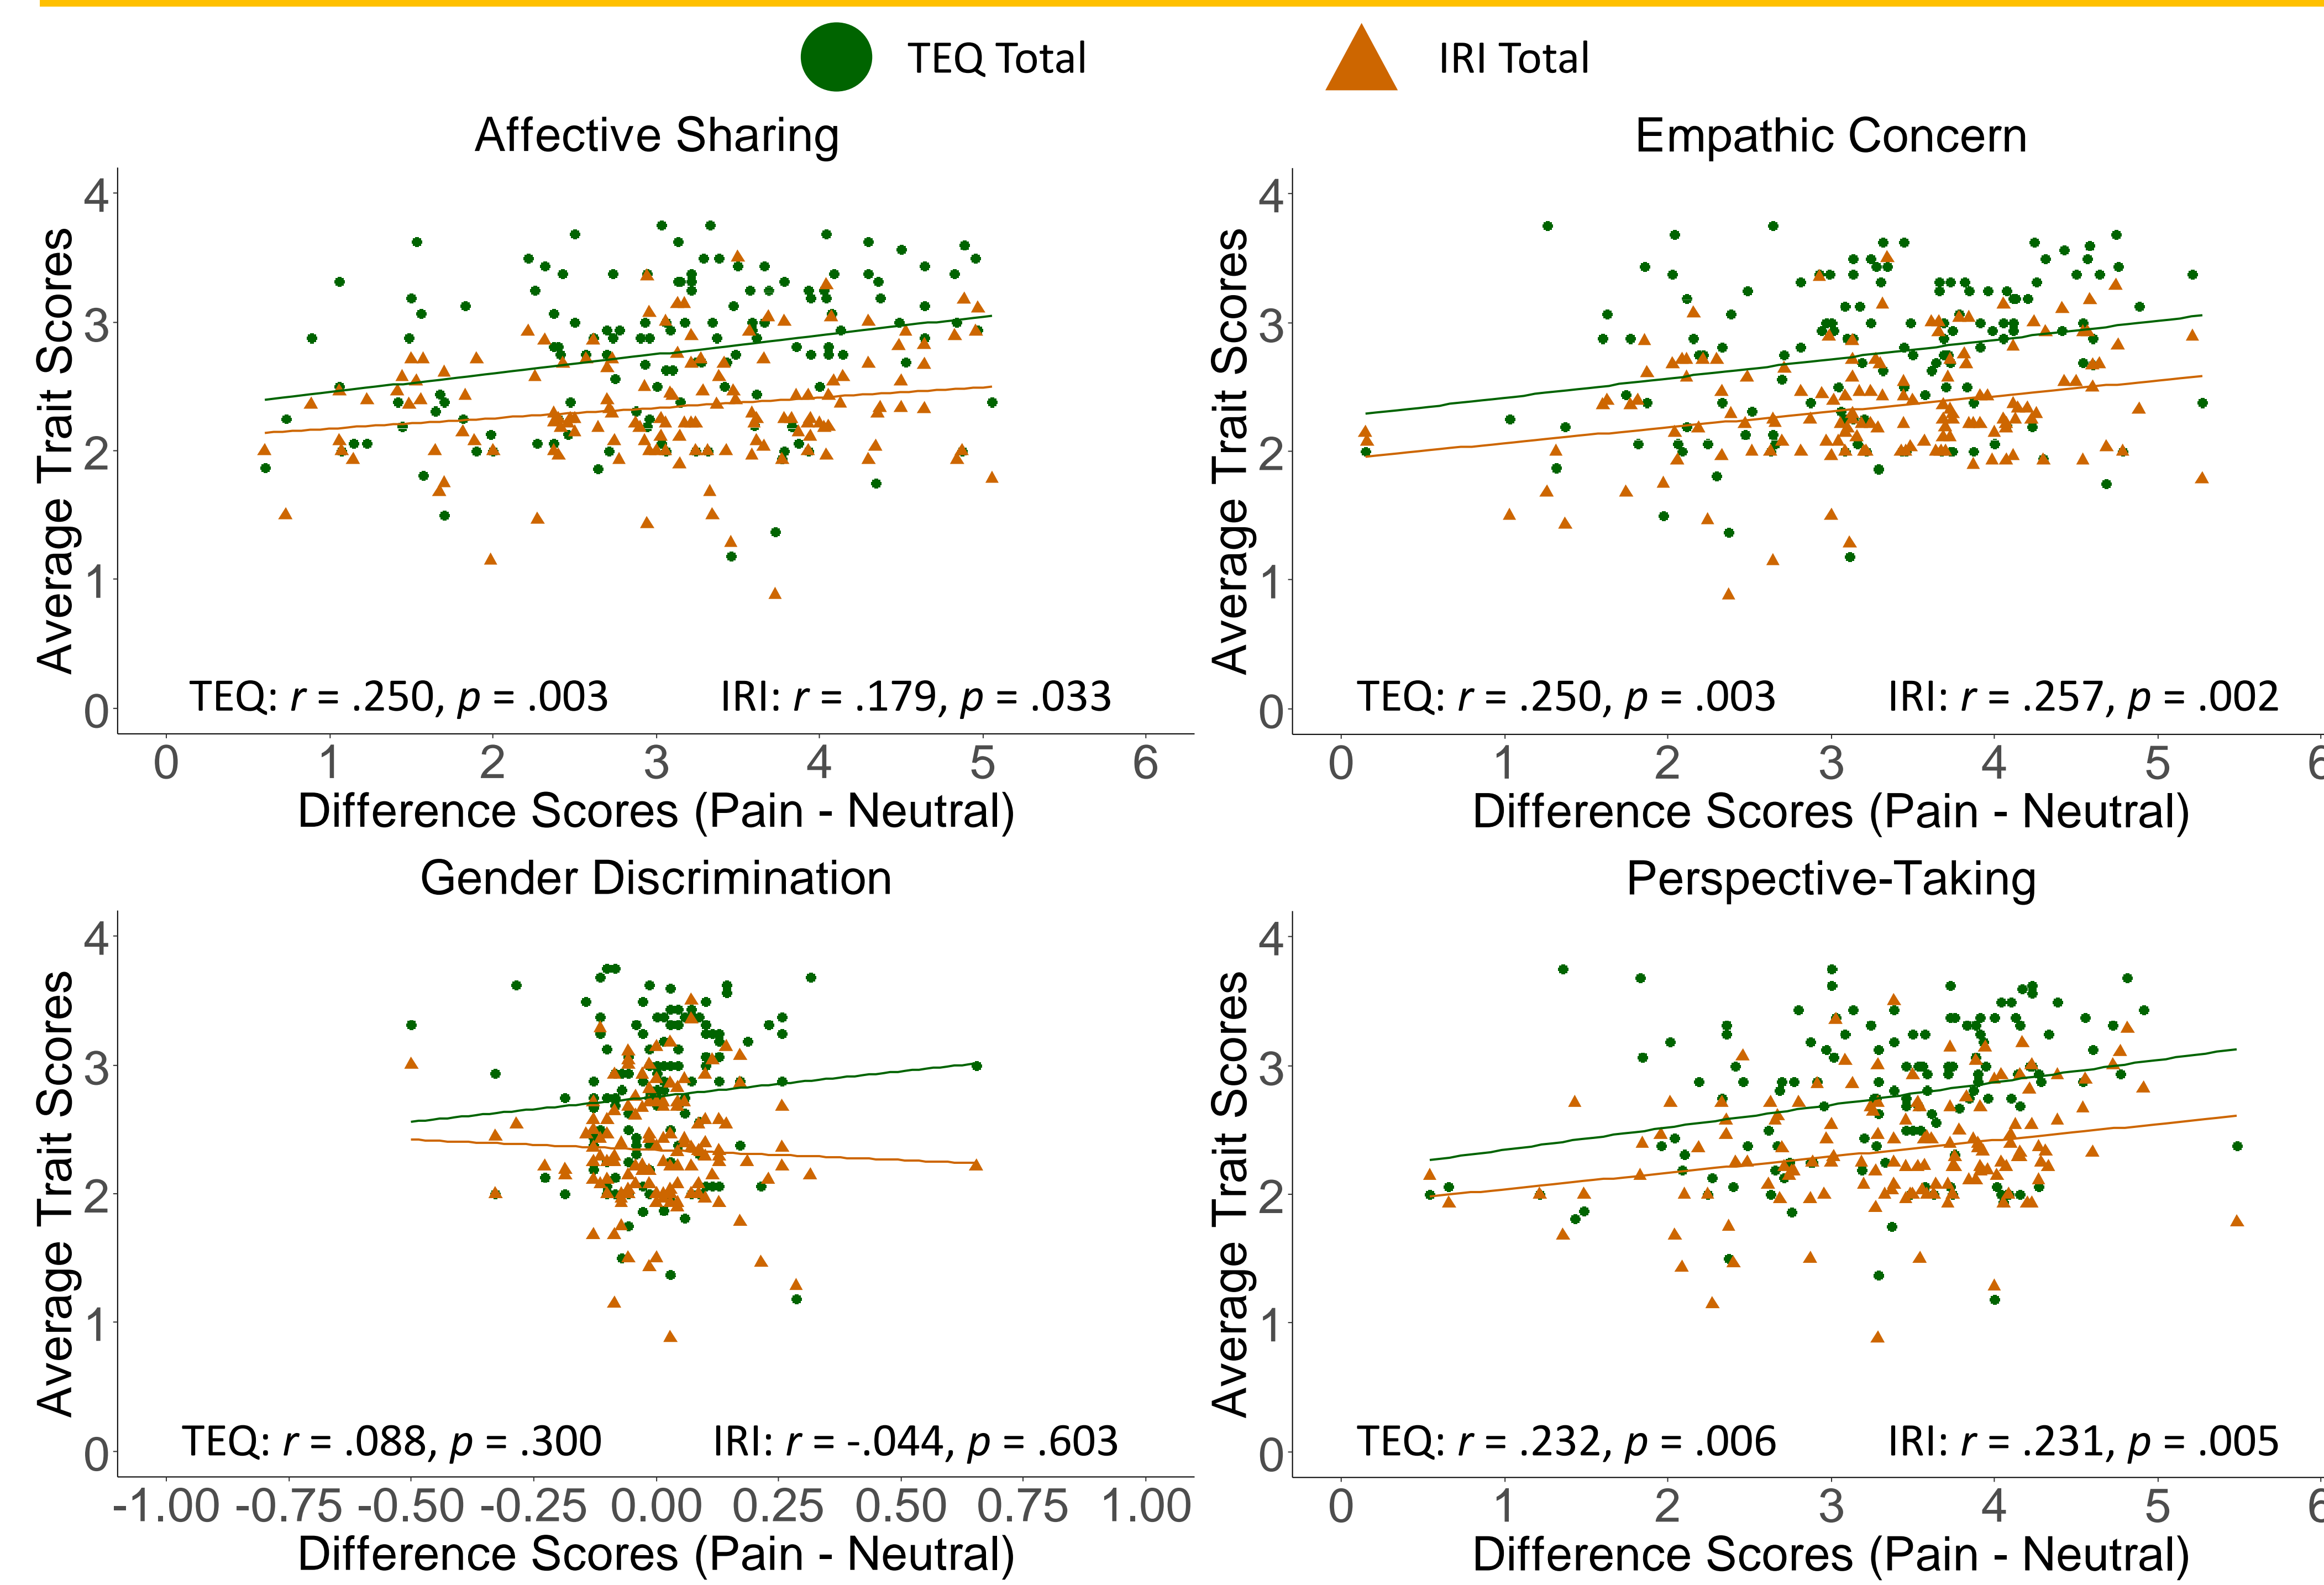 TEQ Total
IRI Total
Affective Sharing
Average Trait Scores
4
3
2
1
0
TEQ: r = .250, p = .003
IRI: r = .179, p = .033
0 1 2 3 4 5 6
Difference Scores (Pain - Neutral)
Empathic Concern
Average Trait Scores
4
3
2
1
0
TEQ: r = .250, p = .003
IRI: r = .257, p = .002
0 1 2 3 4 5 6
Difference Scores (Pain - Neutral)
Gender Discrimination
Average Trait Scores
4
3
2
1
0
TEQ: r = .088, p = .300
IRI: r = -.044, p = .603
-1.00 -0.75 -0.50 -0.25 0.00 0.25 0.50 0.75 1.00
Difference Scores (Pain - Neutral)
Perspective-Taking
Average Trait Scores
4
3
2
1
0
TEQ: r = .232, p = .006
IRI: r = .231, p = .005
0 1 2 3 4 5 6
Difference Scores (Pain - Neutral)